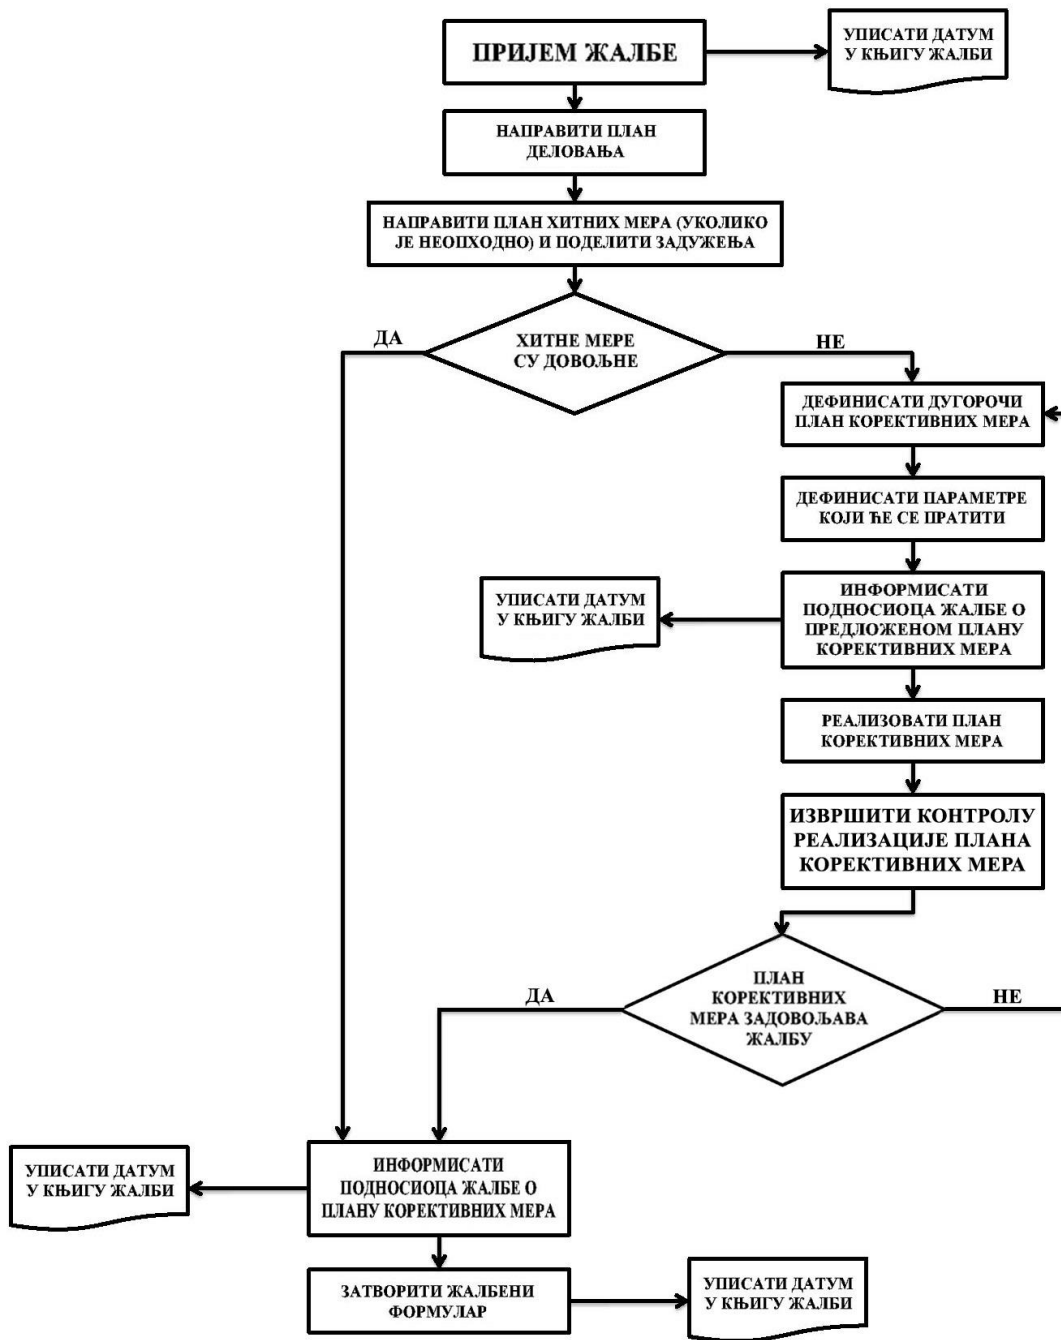 ПРИЈЕМ ЖАЛБЕ
УПИСАТИ ДАТУМ
У КЊИГУ ЖАЛБИ
НАПРАВИТИ ПЛАН
ДЕЛОВАЊА
НАПРАВИТИ ПЛАН ХИТНИХ МЕРА (УКОЛИКО
ЈЕ НЕОПХОДНО) И ПОДЕЛИТИ ЗАДУЖЕЊА
ДА
ХИТНЕ МЕРЕ
СУ ДОВОЉНЕ
НЕ
ДЕФИНИСАТИ ДУГОРОЧИ
ПЛАН КОРЕКТИВНИХ МЕРА
ДЕФИНИСАТИ ПАРАМЕТРЕ
КОЈИ ЋЕ СЕ ПРАТИТИ
УПИСАТИ ДАТУМ
У КЊИГУ ЖАЛБИ
ИНФОРМИСАТИ
ПОДНОСИОЦА ЖАЛБЕ О
ПРЕДЛОЖЕНОМ ПЛАНУ
КОРЕКТИВНИХ МЕРА
РЕАЛИЗОВАТИ ПЛАН
КОРЕКТИВНИХ МЕРА
ИЗВРШИТИ КОНТРОЛУ
РЕАЛИЗАЦИЈЕ ПЛАНА
КОРЕКТИВНИХ МЕРА
ДА
ПЛАН
КОРЕКТИВНИХ
МЕРА ЗАДОВОЉАВА
ЖАЛБУ
НЕ
УПИСАТИ ДАТУМ
У КЊИГУ ЖАЛБИ
ИНФОРМИСАТИ
ПОДНОСИОЦА ЖАЛБЕ О
ПЛАНУ КОРЕКТИВНИХ МЕРА
ЗАТВОРИТИ ЖАЛБЕНИ
ФОРМУЛАР
УПИСАТИ ДАТУМ
У КЊИГУ ЖАЛБИ